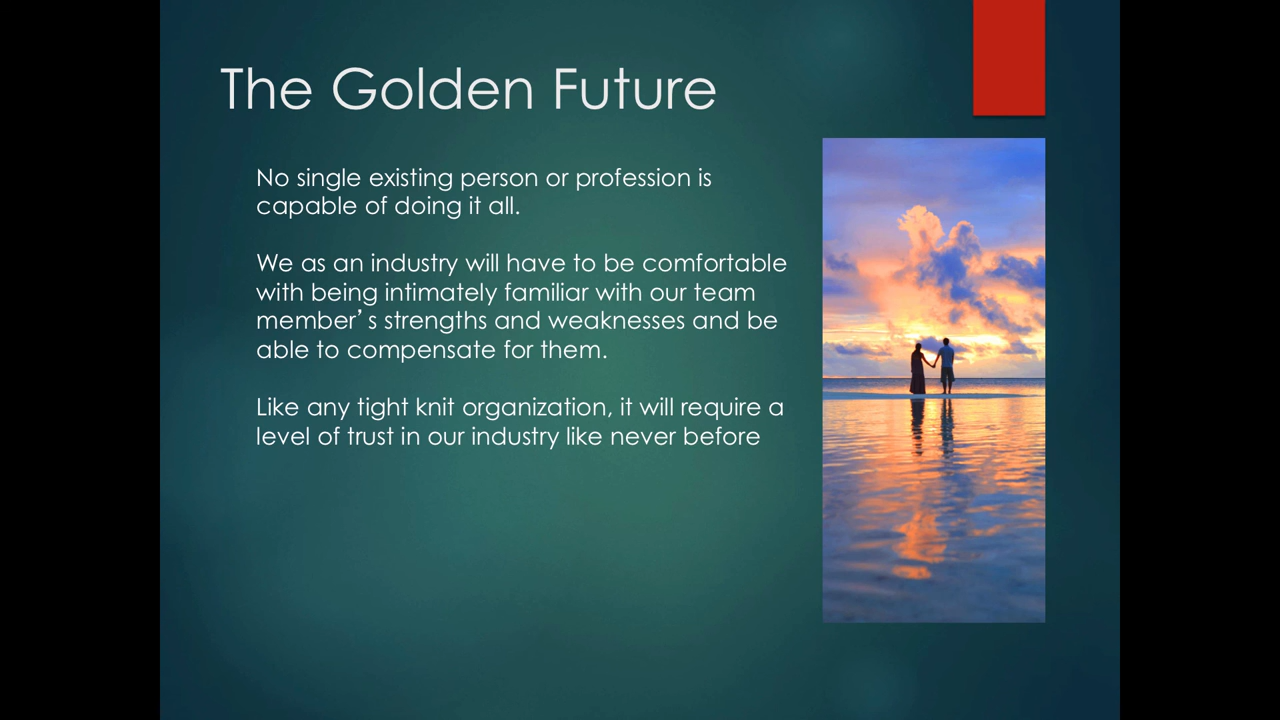 The Golden Future
No single existing person or profession is
capable of doing it all.
We as an industry will have to be comfortable
with being intimately familiar with our team
member’s strengths and weaknesses and be
able to compensate for them.
Like any tight knit organization, it will require a
level of trust in our industry like never before